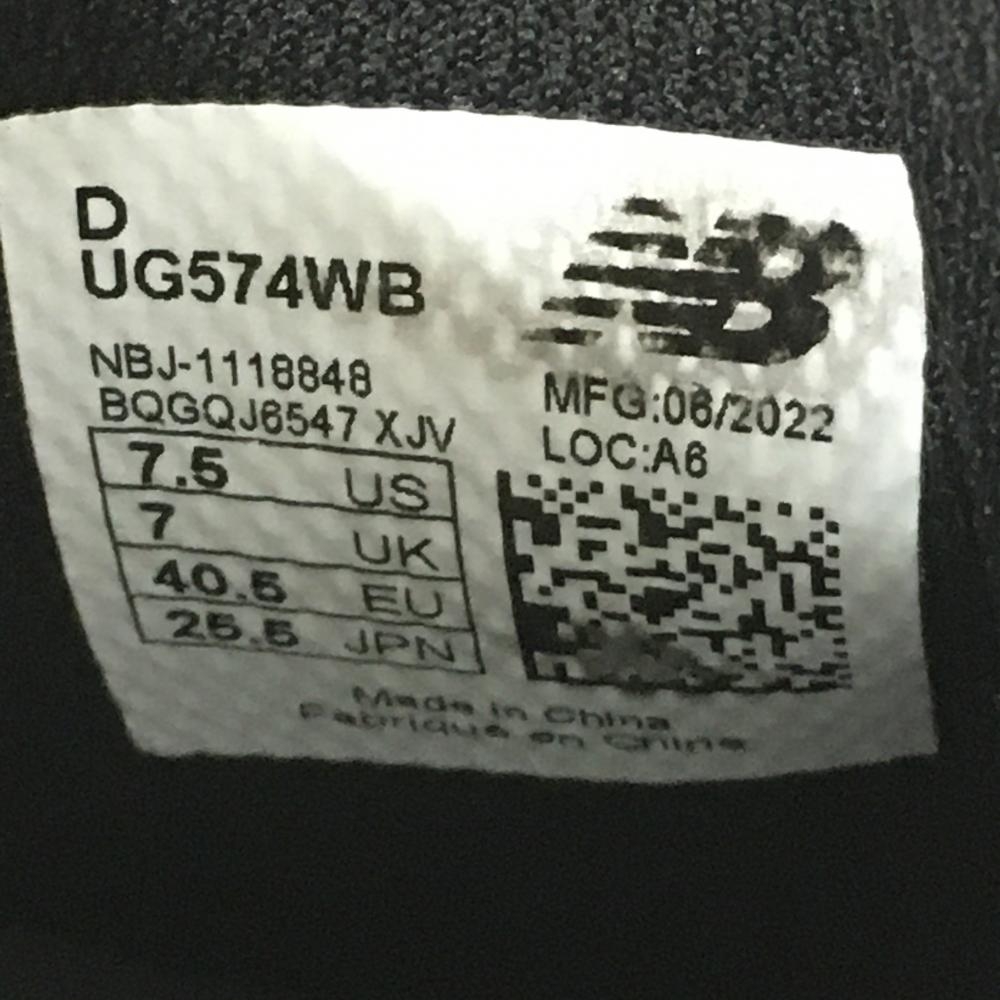 D
UG574WB
NB
NBJ-1118848
BQGQJ6547 XJV
MFG:06/2022
LOC:A6
7.5 US
7 UK
40.5 EU
25.5 JPN
Made in China
Fabriqué en Chine